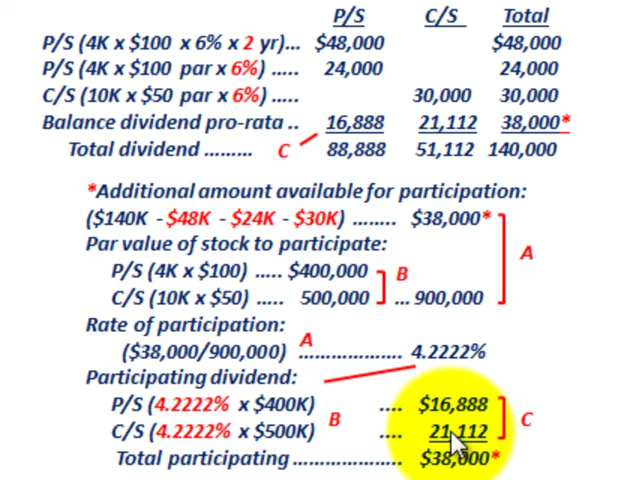 P/S C/S Total
P/S (4K x $100 x 6% x 2 yr)... $48,000 $48,000
P/S (4K x $100 par x 6%) ..... 24,000 24,000
C/S (10K x $50 par x 6%)..... 30,000 30,000
Balance dividend pro-rata .. 16,888 21,112 38,000*
Total dividend ......... C 88,888 51,112 140,000
*Additional amount available for participation:
($140K - $48K - $24K - $30K) ........ $38,000*
Par value of stock to participate: A
P/S (4K x $100) ..... $400,000 B
C/S (10K x $50) ..... 500,000 ... 900,000
Rate of participation: A
($38,000/900,000) ................... 4.2222%
Participating dividend:
P/S (4.2222% x $400K) .... $16,888
B C
C/S (4.2222% x $500K) .... 21,112
Total participating .................. $38,000*